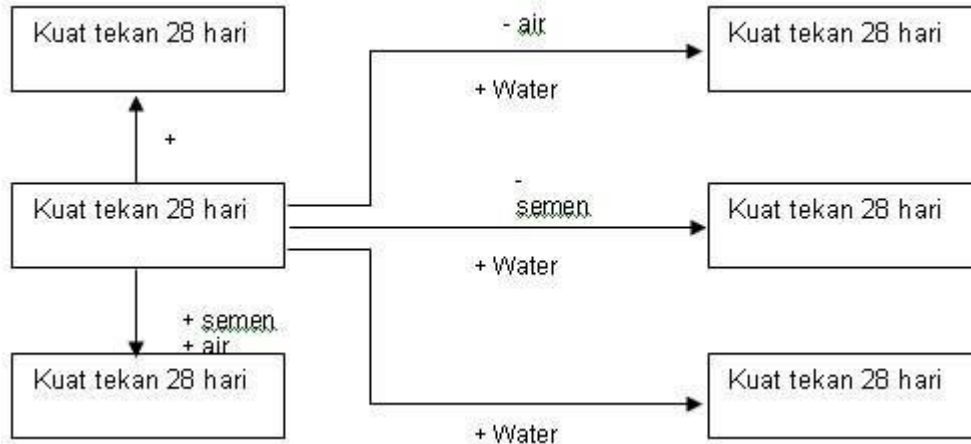 Kuat tekan 28 hari
- air
Kuat tekan 28 hari
+ Water
+
Kuat tekan 28 hari
-
semen
Kuat tekan 28 hari
+ Water
+ semen
+ air
Kuat tekan 28 hari
Kuat tekan 28 hari
+ Water